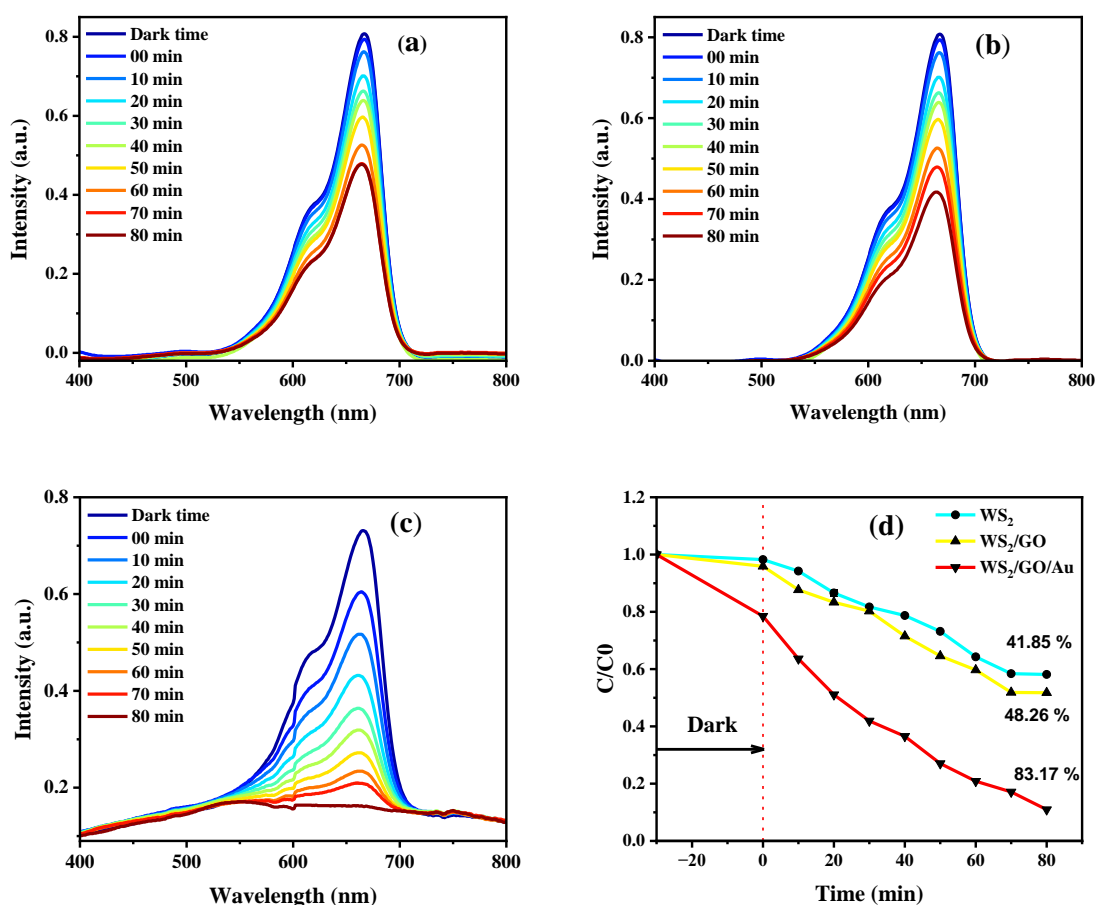 (a)
Dark time
00 min
10 min
20 min
30 min
40 min
50 min
60 min
70 min
80 min
0.8
0.6
0.4
0.2
0.0
Intensity (a.u.)
400 500 600 700 800
Wavelength (nm)
(b)
Dark time
00 min
10 min
20 min
30 min
40 min
50 min
60 min
70 min
80 min
0.8
0.6
0.4
0.2
0.0
Intensity (a.u.)
400 500 600 700 800
Wavelength (nm)
(c)
Dark time
00 min
10 min
20 min
30 min
40 min
50 min
60 min
70 min
80 min
0.8
0.6
0.4
0.2
Intensity (a.u.)
400 500 600 700 800
Wavelength (nm)
(d)
WS₂
WS₂/GO
WS₂/GO/Au
1.2
1.0
0.8
0.6
0.4
0.2
0.0
C/C0
41.85 %
48.26 %
83.17 %
Dark
−20 0 20 40 60 80
Time (min)